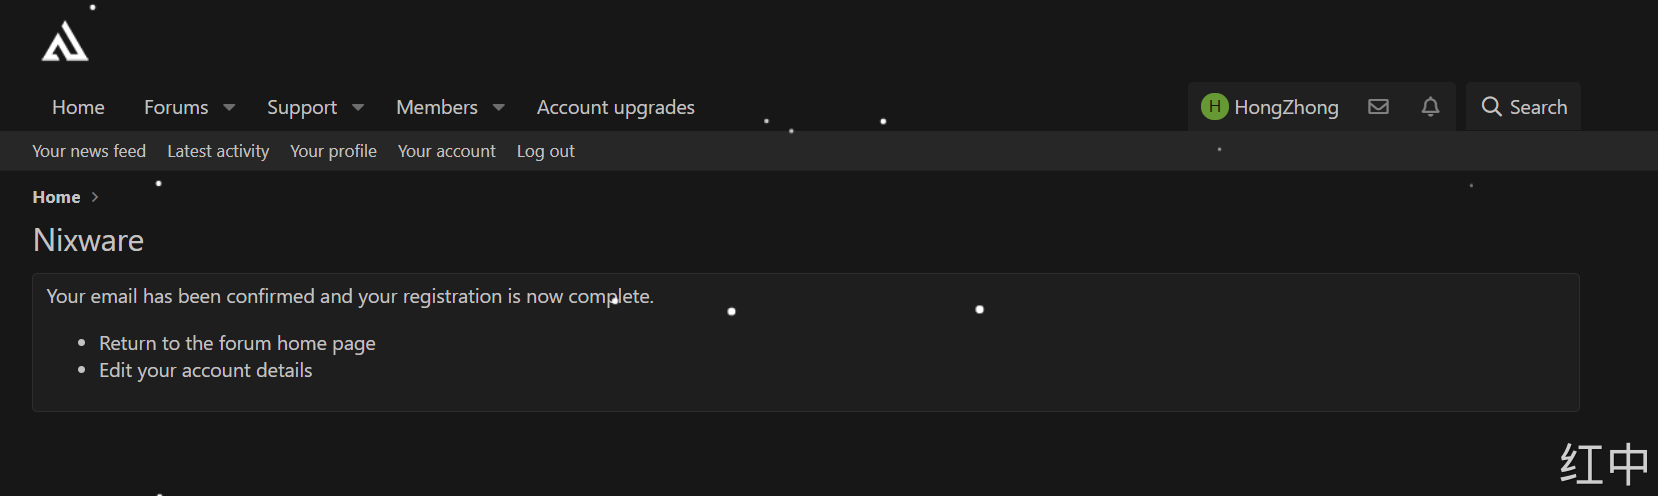 Home Forums Support Members Account upgrades H HongZhong Search
Your news feed Latest activity Your profile Your account Log out
Home
Nixware
Your email has been confirmed and your registration is now complete.
Return to the forum home page
Edit your account details
红中